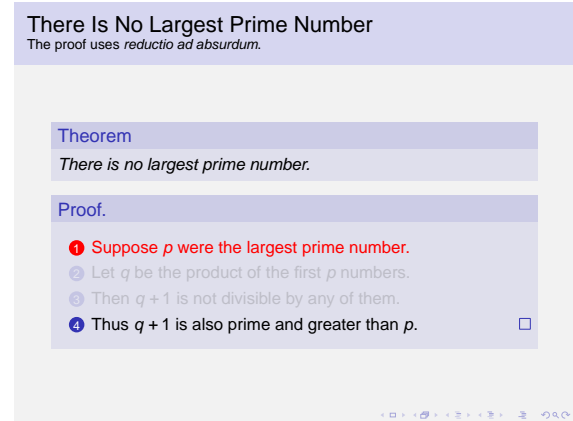 There Is No Largest Prime Number
The proof uses reductio ad absurdum.
Theorem
There is no largest prime number.
Proof.
1 Suppose p were the largest prime number.
2 Let q be the product of the first p numbers.
3 Then q + 1 is not divisible by any of them.
4 Thus q + 1 is also prime and greater than p. □